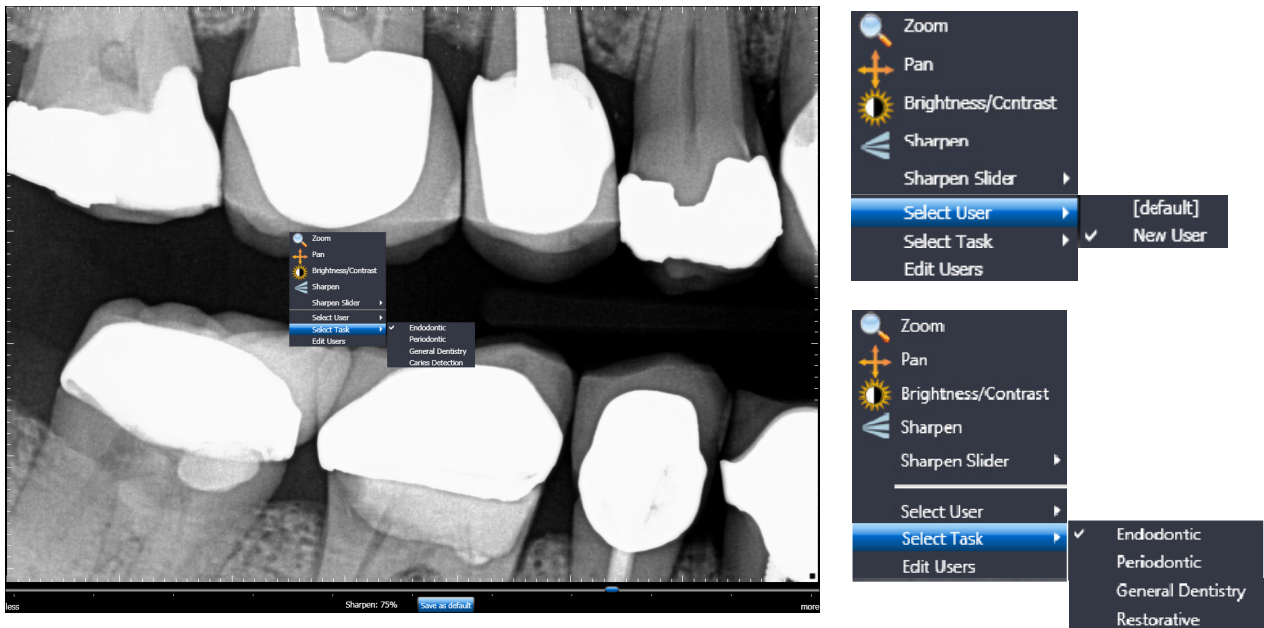 Zoom
Pan
Brightness/Contrast
Sharpen
Sharpen Slider
Select User
Select Task
Edit Users
Endodontic
Periodontic
General Dentistry
Caries Detection
less
Sharpen: 75%
Save as default
more
Zoom
Pan
Brightness/Contrast
Sharpen
Sharpen Slider
Select User
Select Task
Edit Users
[default]
New User
Zoom
Pan
Brightness/Contrast
Sharpen
Sharpen Slider
Select User
Select Task
Edit Users
Endodontic
Periodontic
General Dentistry
Restorative